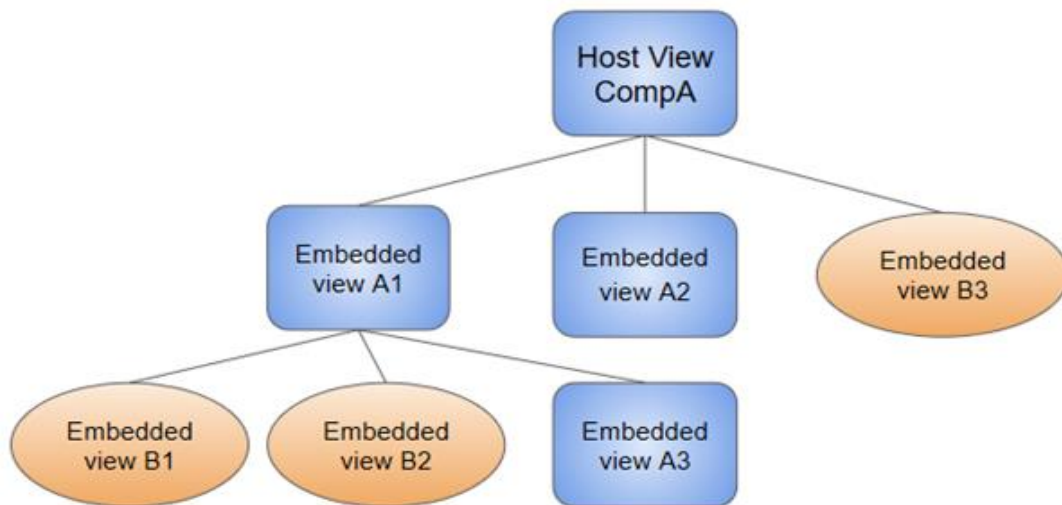 Host View
CompA
Embedded
view A1
Embedded
view A2
Embedded
view B3
Embedded
view B1
Embedded
view B2
Embedded
view A3